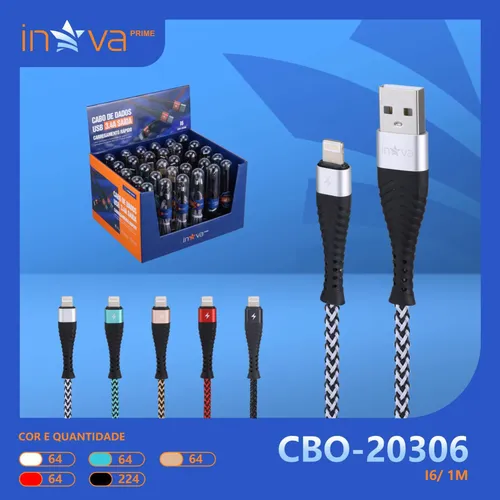 inova PRIME
CABO DE DADOS
USB 3.4A SAÍDA
CARREGAMENTO RÁPIDO
inova
inova
COR E QUANTIDADE
64
64
64
64
224
CBO-20306
I6/ 1M